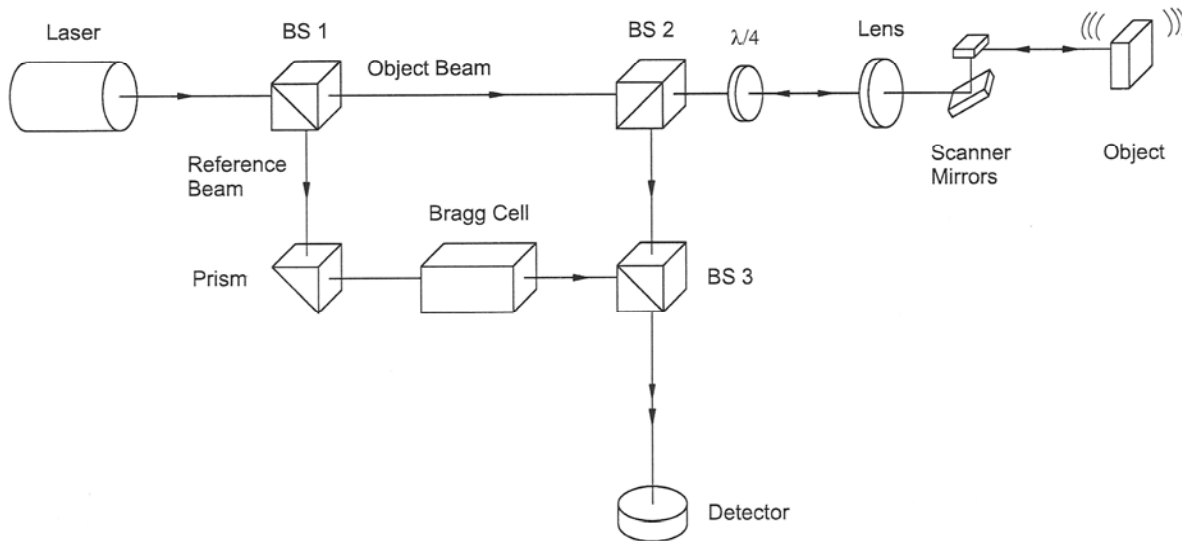 Laser
BS 1
Object Beam
BS 2
λ/4
Lens
Scanner
Mirrors
Object
Reference
Beam
Prism
Bragg Cell
BS 3
Detector